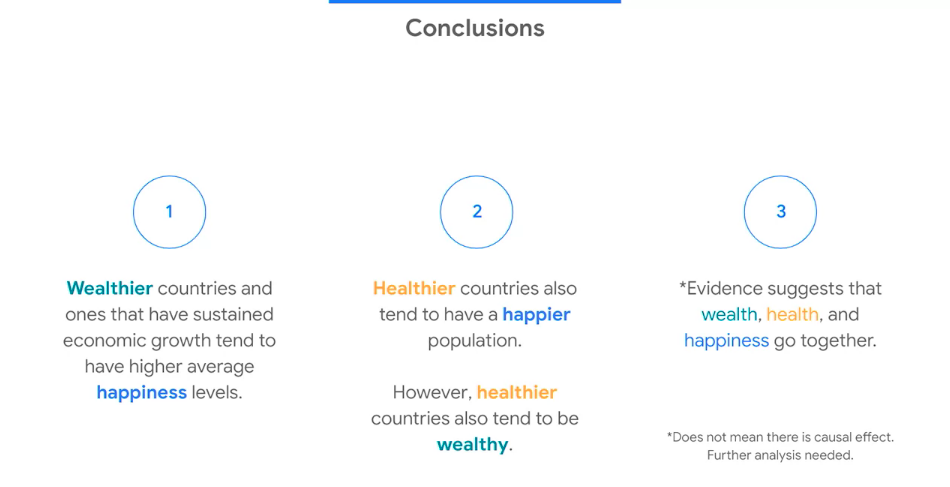 Conclusions
1
Wealthier countries and
ones that have sustained
economic growth tend to
have higher average
happiness levels.
2
Healthier countries also
tend to have a happier
population.
However, healthier
countries also tend to be
wealthy.
3
*Evidence suggests that
wealth, health, and
happiness go together.
*Does not mean there is causal effect.
Further analysis needed.